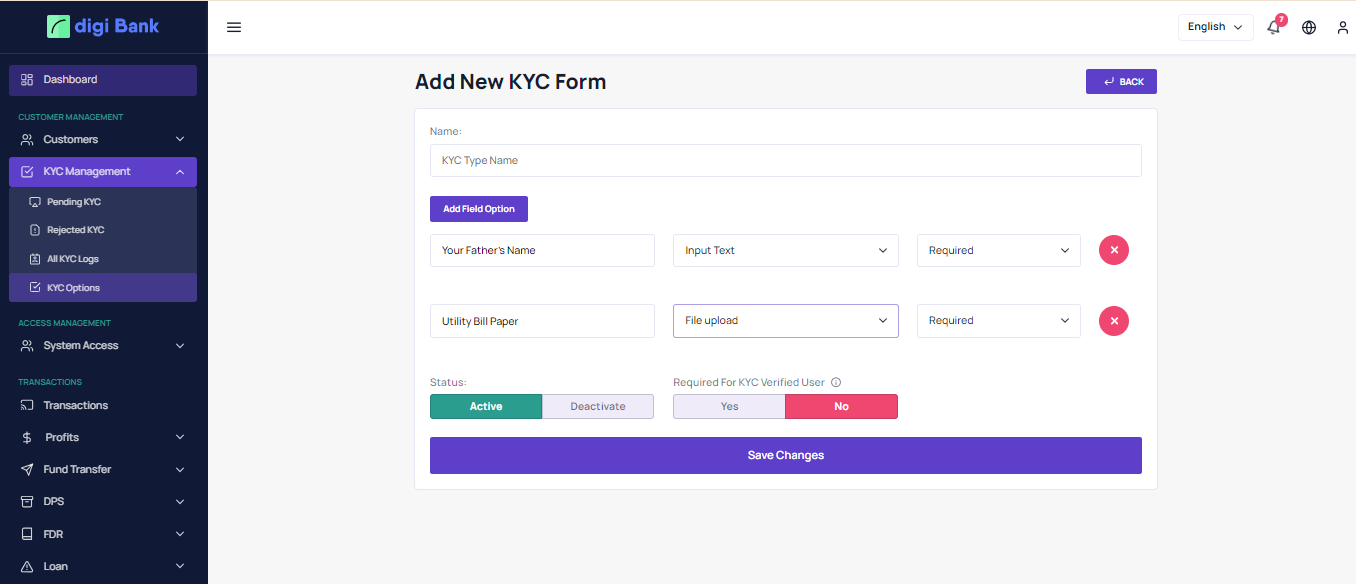 digi Bank
English
7
Dashboard
CUSTOMER MANAGEMENT
Customers
KYC Management
Pending KYC
Rejected KYC
All KYC Logs
KYC Options
ACCESS MANAGEMENT
System Access
TRANSACTIONS
Transactions
Profits
Fund Transfer
DPS
FDR
Loan
Add New KYC Form
BACK
Name:
KYC Type Name
Add Field Option
Your Father's Name
Input Text
Required
Utility Bill Paper
File upload
Required
Status:
Required For KYC Verified User
Active
Deactivate
Yes
No
Save Changes